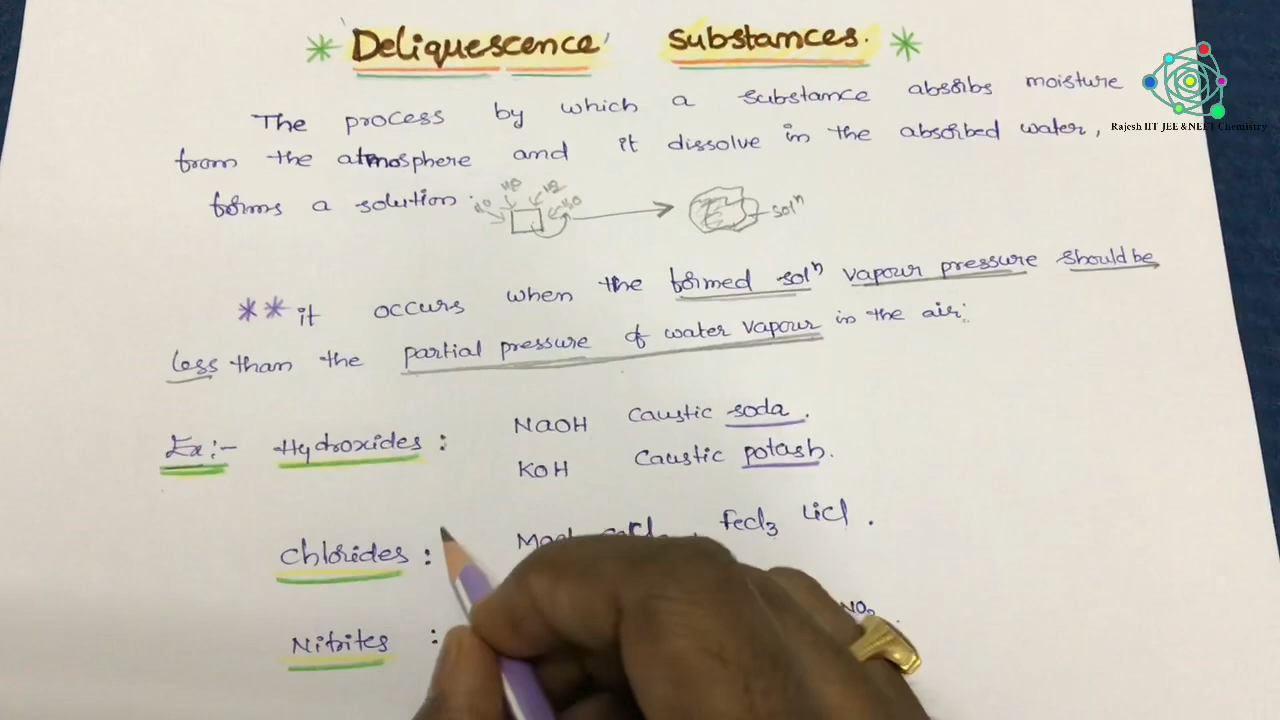 * Deliquescence Substances. *
Rajesh IIT JEE &NEET Chemistry
The process by which a substance absorbs moisture
from the atmosphere and it dissolve in the absorbed water,
forms a solution.
H2O
soln
** it occurs when the formed soln vapour pressure should be
less than the partial pressure of water vapour in the air.
Ex:- Hydroxides : NaOH Caustic soda.
KOH Caustic potash.
Chlorides : FeCl3 LiCl.
Nitrites :